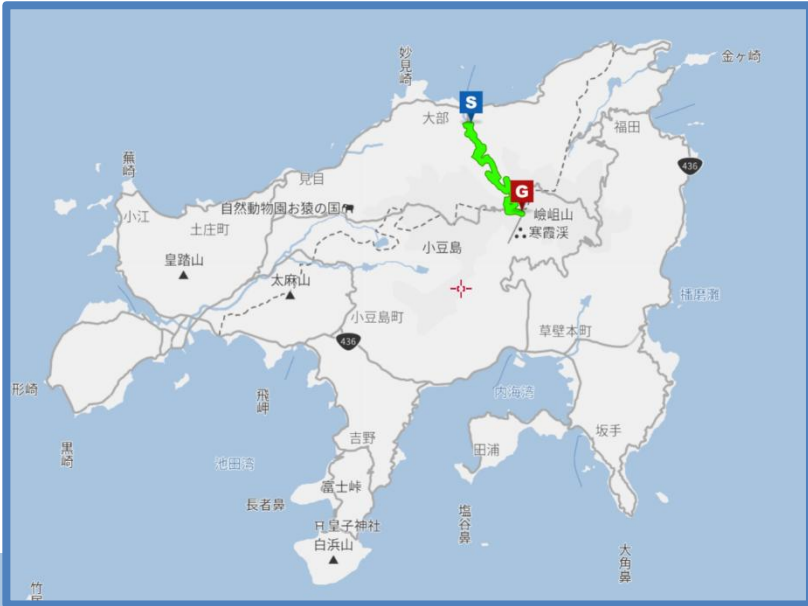 妙見崎
金ヶ崎
S
大部
福田
436
蕪崎
見目
G
自然動物園お猿の国
小江
土庄町
嶮岨山
寒霞渓
小豆島
皇踏山
太麻山
播磨灘
小豆島町
草壁本町
436
形崎
飛岬
内海湾
黒崎
吉野
坂手
田浦
池田湾
富士峠
長者鼻
皇子神社
塩谷鼻
白浜山
大角鼻
竹